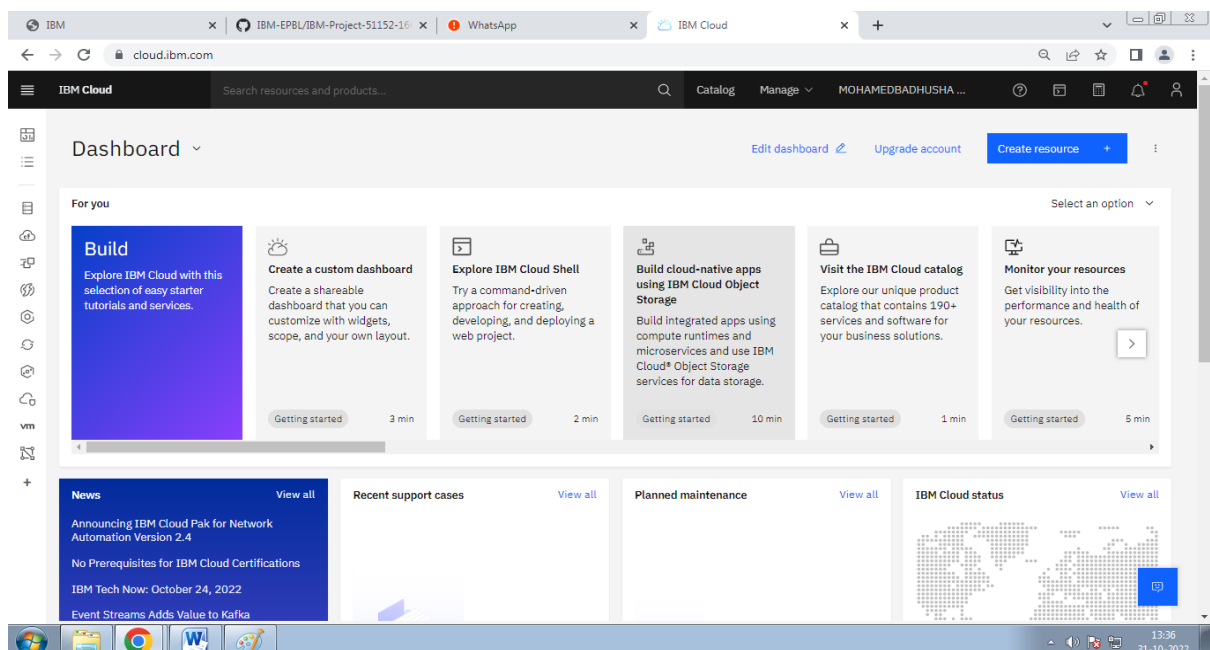 IBM
IBM-EPBL/IBM-Project-51152-16
WhatsApp
IBM Cloud
cloud.ibm.com
IBM Cloud
Search resources and products...
Catalog
Manage
MOHAMEDBADHUSHA ...
Dashboard
Edit dashboard
Upgrade account
Create resource +
For you
Select an option
Build
Explore IBM Cloud with this
selection of easy starter
tutorials and services.
Create a custom dashboard
Create a shareable
dashboard that you can
customize with widgets,
scope, and your own layout.
Getting started
3 min
Explore IBM Cloud Shell
Try a command-driven
approach for creating,
developing, and deploying a
web project.
Getting started
2 min
Build cloud-native apps
using IBM Cloud Object
Storage
Build integrated apps using
compute runtimes and
microservices and use IBM
Cloud® Object Storage
services for data storage.
Getting started
10 min
Visit the IBM Cloud catalog
Explore our unique product
catalog that contains 190+
services and software for
your business solutions.
Getting started
1 min
Monitor your resources
Get visibility into the
performance and health of
your resources.
Getting started
5 min
vm
News
View all
Announcing IBM Cloud Pak for Network
Automation Version 2.4
No Prerequisites for IBM Cloud Certifications
IBM Tech Now: October 24, 2022
Event Streams Adds Value to Kafka
Recent support cases
View all
Planned maintenance
View all
IBM Cloud status
View all
13:36
31-10-2022